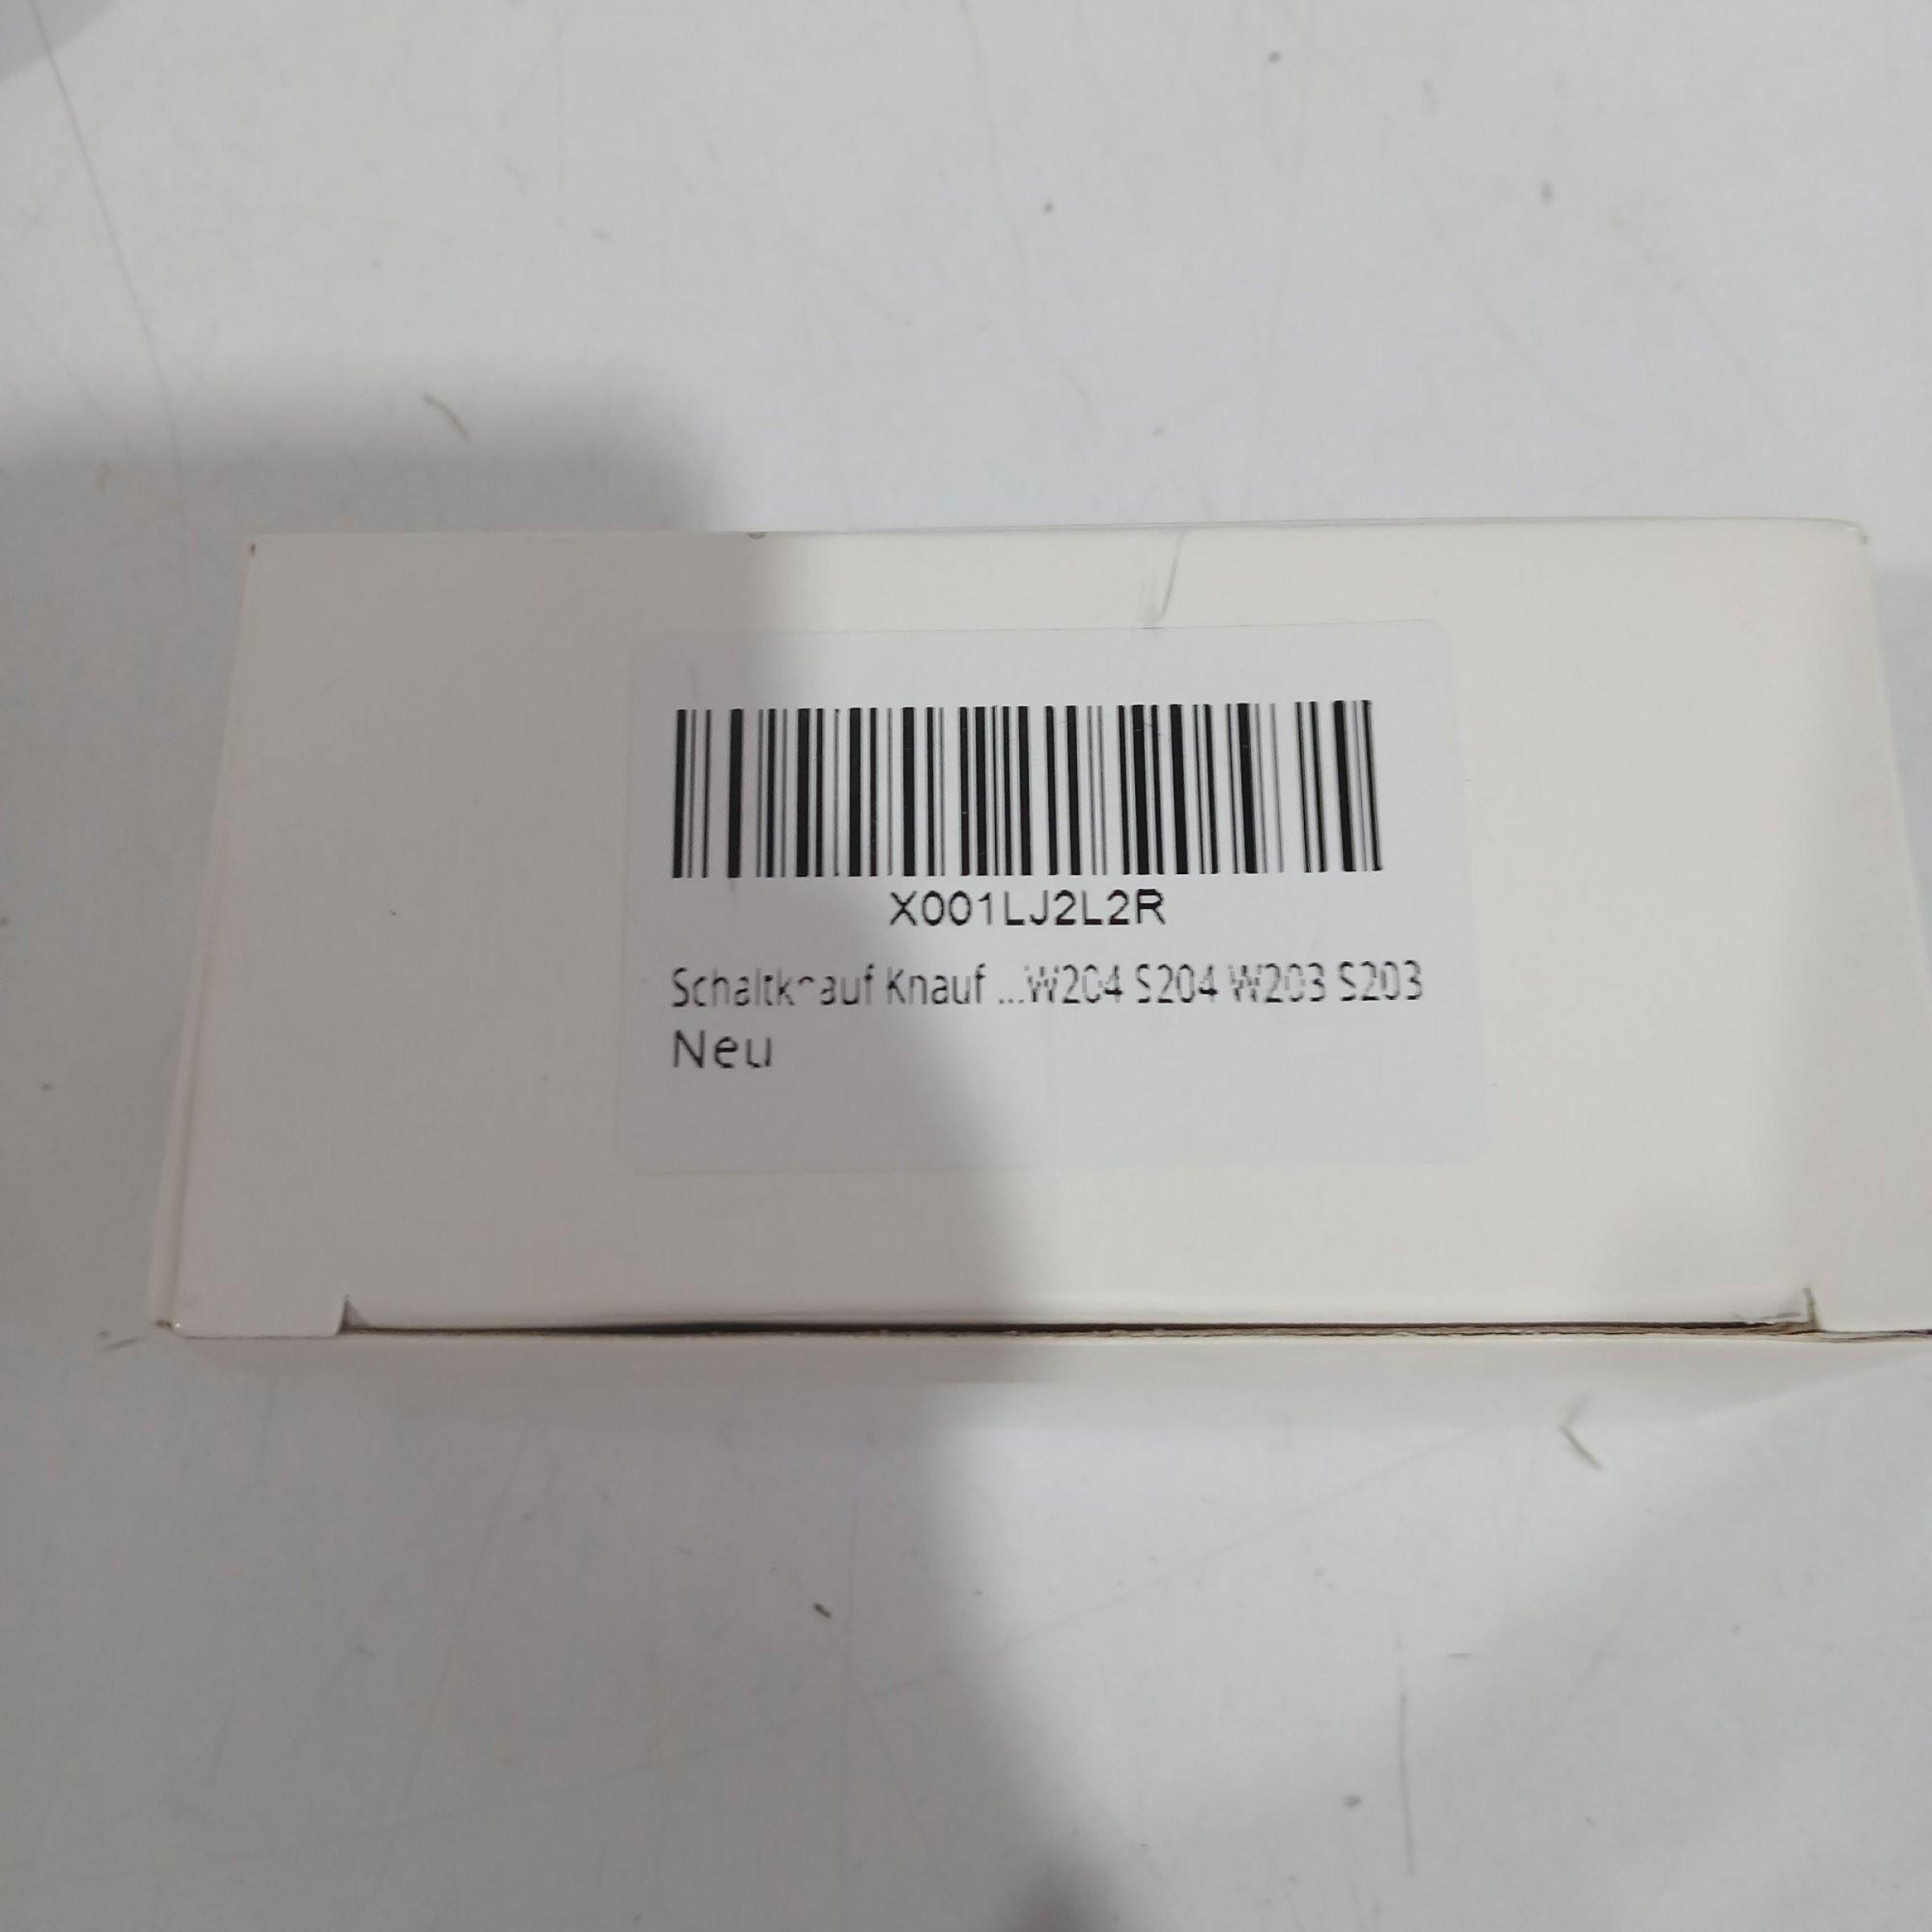 X001LJ2L2R
Schaltknauf Knauf ...W204 S204 W203 S203
Neu